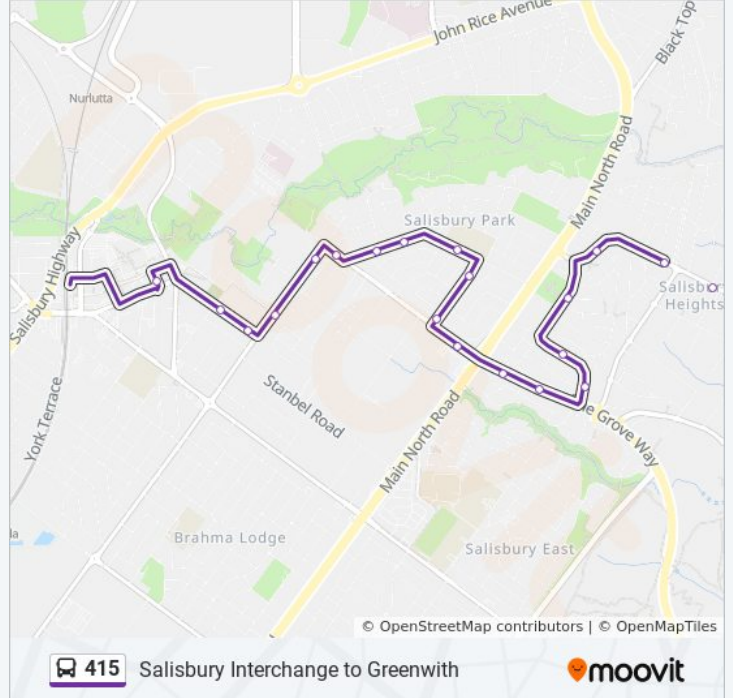 John Rice Avenue
Black Top
Nurlutta
Main North Road
Salisbury Park
Salisbury Highway
Salisbury
Heights
Stanbel Road
York Terrace
Main North Road
e Grove Way
Brahma Lodge
Salisbury East
la
© OpenStreetMap contributors | © OpenMapTiles
415 Salisbury Interchange to Greenwith
moovit